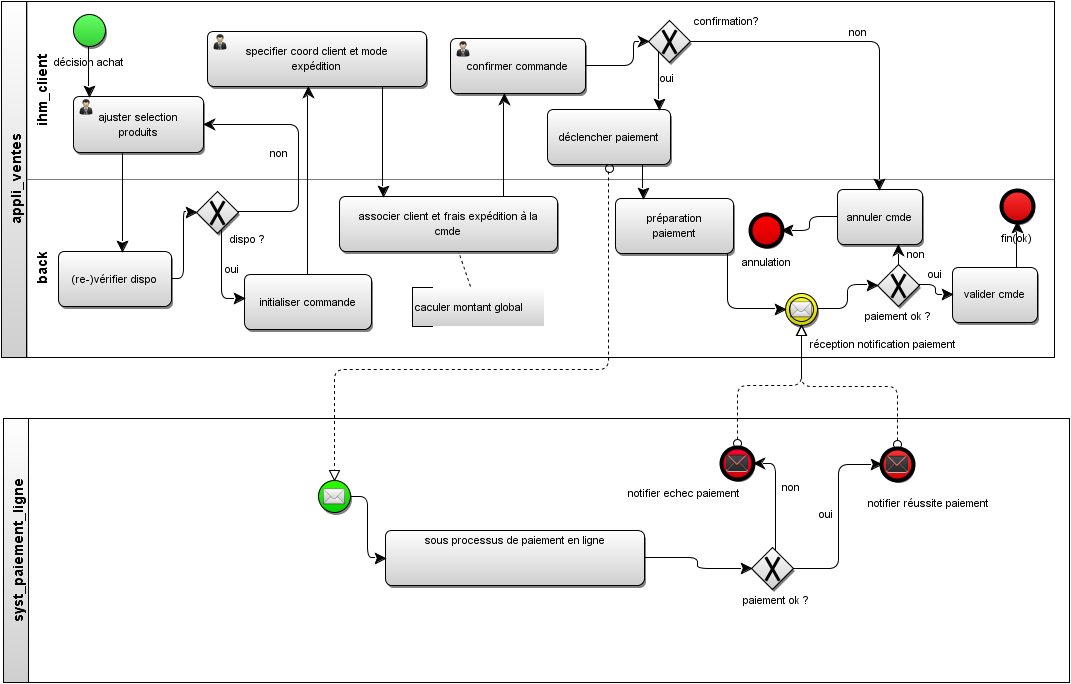 appli_ventes
ihm_client
décision achat
ajuster selection
produits
specifier coord client et mode
expédition
confirmer commande
confirmation?
non
oui
déclencher paiement
non
back
(re-)vérifier dispo
dispo ?
oui
initialiser commande
associer client et frais expédition à la
cmde
caculer montant global
préparation
paiement
annulation
annuler cmde
fin(ok)
non
oui
paiement ok ?
valider cmde
réception notification paiement
syst_paiement_ligne
sous processus de paiement en ligne
notifier echec paiement
non
oui
notifier réussite paiement
paiement ok ?